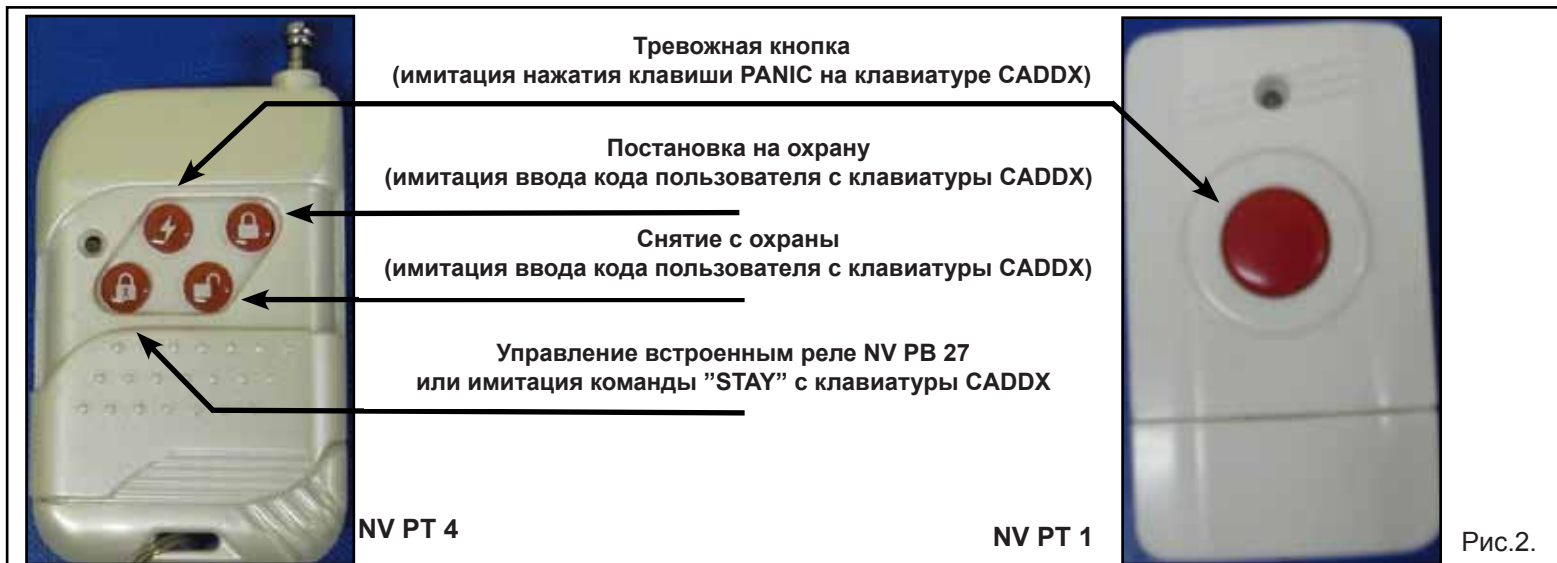 Тревожная кнопка
(имитация нажатия клавиши PANIC на клавиатуре CADDX)
Постановка на охрану
(имитация ввода кода пользователя с клавиатуры CADDX)
Снятие с охраны
(имитация ввода кода пользователя с клавиатуры CADDX)
Управление встроенным реле NV PB 27
или имитация команды ”STAY” с клавиатуры CADDX
NV PT 4
NV PT 1
Рис.2.